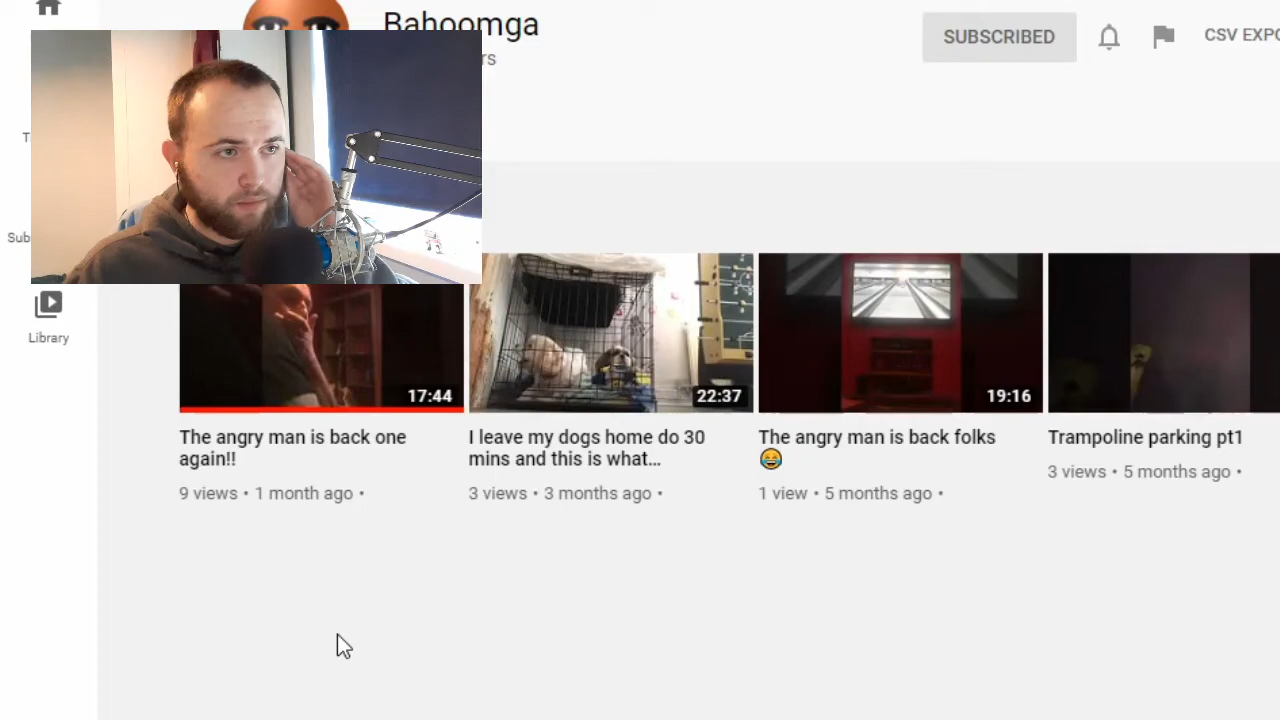 Bahoomga
SUBSCRIBED
CSV EXPO
rs
T
Sub
Library
17:44
22:37
19:16
The angry man is back one
again!!
9 views • 1 month ago •
I leave my dogs home do 30
mins and this is what...
3 views • 3 months ago •
The angry man is back folks
😂
1 view • 5 months ago •
Trampoline parking pt1
3 views • 5 months ago •